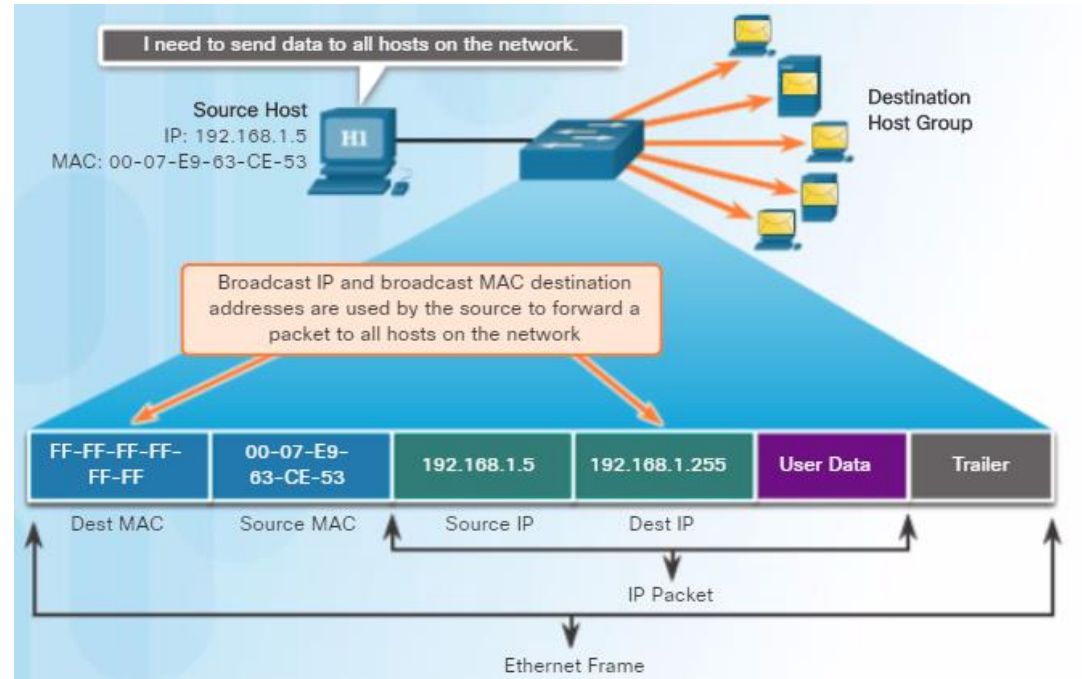 I need to send data to all hosts on the network.
Source Host
IP: 192.168.1.5
MAC: 00-07-E9-63-CE-53
H1
Destination
Host Group
Broadcast IP and broadcast MAC destination
addresses are used by the source to forward a
packet to all hosts on the network
FF-FF-FF-FF-
FF-FF
00-07-E9-
63-CE-53
192.168.1.5
192.168.1.255
User Data
Trailer
Dest MAC
Source MAC
Source IP
Dest IP
IP Packet
Ethernet Frame